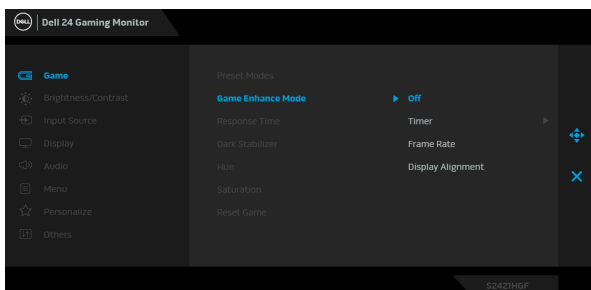 DELL
Dell 24 Gaming Monitor
Game
Brightness/Contrast
Input Source
Display
Audio
Menu
Personalize
Others
Preset Modes
Game Enhance Mode
Response Time
Dark Stabilizer
Hue
Saturation
Reset Game
Off
Timer
Frame Rate
Display Alignment
S2421HGF